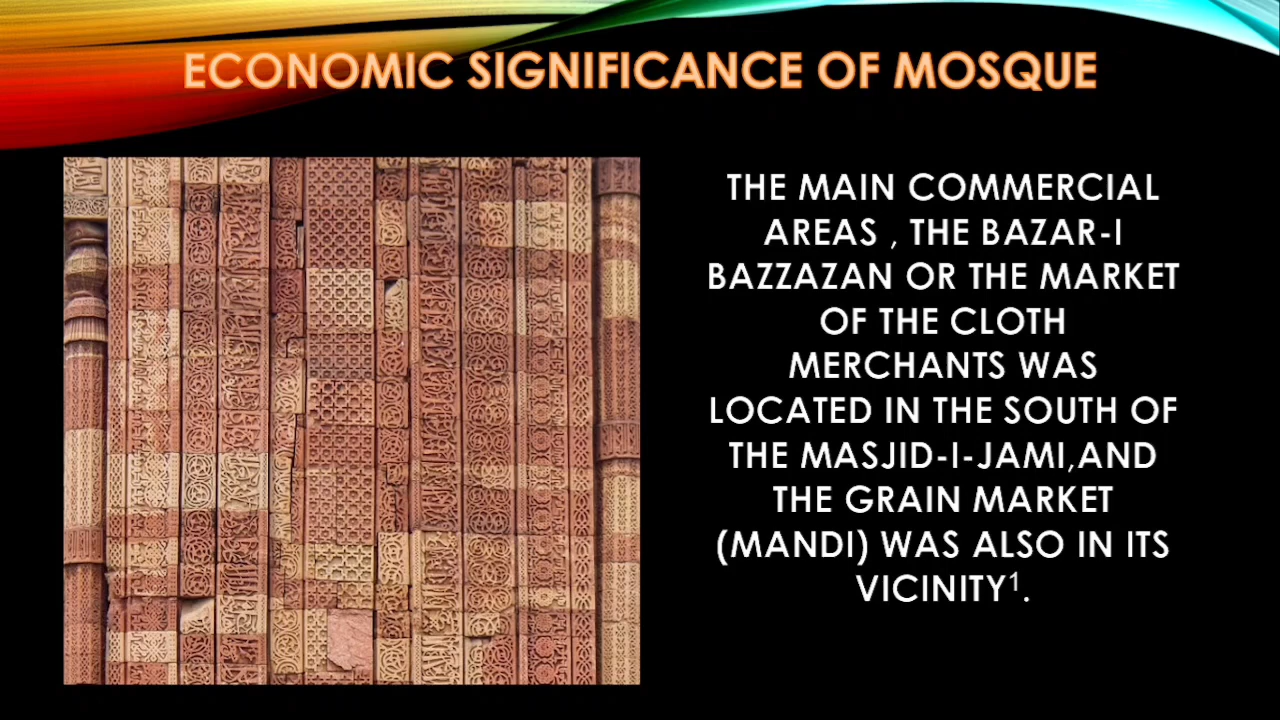 ECONOMIC SIGNIFICANCE OF MOSQUE
THE MAIN COMMERCIAL
AREAS , THE BAZAR-I
BAZZAZAN OR THE MARKET
OF THE CLOTH
MERCHANTS WAS
LOCATED IN THE SOUTH OF
THE MASJID-I-JAMI,AND
THE GRAIN MARKET
(MANDI) WAS ALSO IN ITS
VICINITY¹.